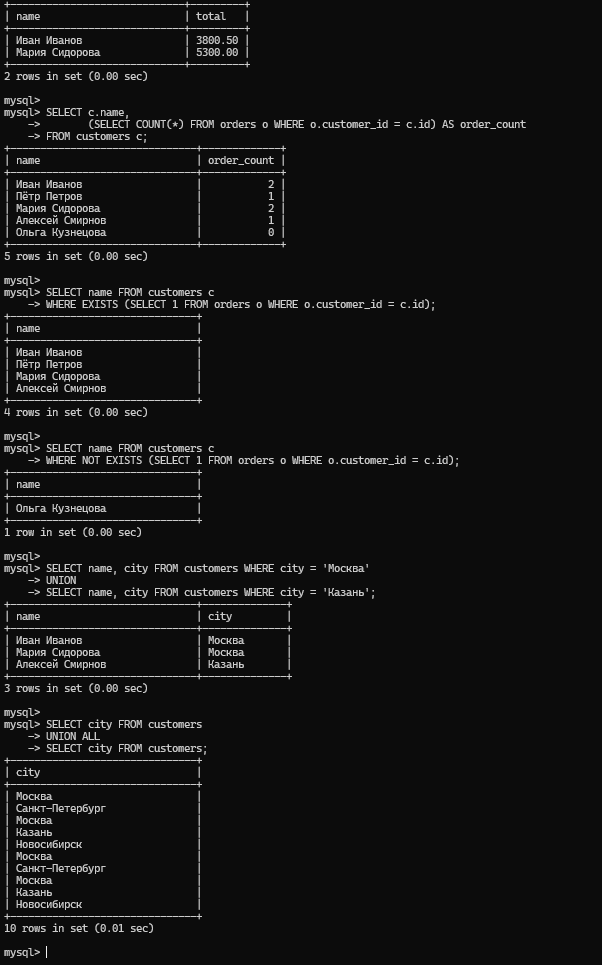 +-----------------------------+---------+
| name                        | total   |
+-----------------------------+---------+
| Иван Иванов                 | 3800.50 |
| Мария Сидорова              | 5300.00 |
+-----------------------------+---------+
2 rows in set (0.00 sec)
mysql>
mysql> SELECT c.name,
    ->        (SELECT COUNT(*) FROM orders o WHERE o.customer_id = c.id) AS order_count
    -> FROM customers c;
+-------------------------------+-------------+
| name                          | order_count |
+-------------------------------+-------------+
| Иван Иванов                   |           2 |
| Пётр Петров                   |           1 |
| Мария Сидорова                |           2 |
| Алексей Смирнов               |           1 |
| Ольга Кузнецова               |           0 |
+-------------------------------+-------------+
5 rows in set (0.00 sec)
mysql>
mysql> SELECT name FROM customers c
    -> WHERE EXISTS (SELECT 1 FROM orders o WHERE o.customer_id = c.id);
+-------------------------------+
| name                          |
+-------------------------------+
| Иван Иванов                   |
| Пётр Петров                   |
| Мария Сидорова                |
| Алексей Смирнов               |
+-------------------------------+
4 rows in set (0.00 sec)
mysql>
mysql> SELECT name FROM customers c
    -> WHERE NOT EXISTS (SELECT 1 FROM orders o WHERE o.customer_id = c.id);
+-------------------------------+
| name                          |
+-------------------------------+
| Ольга Кузнецова               |
+-------------------------------+
1 row in set (0.00 sec)
mysql>
mysql> SELECT name, city FROM customers WHERE city = 'Москва'
    -> UNION
    -> SELECT name, city FROM customers WHERE city = 'Казань';
+-------------------------------+--------------+
| name                          | city         |
+-------------------------------+--------------+
| Иван Иванов                   | Москва       |
| Мария Сидорова                | Москва       |
| Алексей Смирнов               | Казань       |
+-------------------------------+--------------+
3 rows in set (0.00 sec)
mysql>
mysql> SELECT city FROM customers
    -> UNION ALL
    -> SELECT city FROM customers;
+-------------------------------+
| city                          |
+-------------------------------+
| Москва                        |
| Санкт-Петербург               |
| Москва                        |
| Казань                        |
| Новосибирск                   |
| Москва                        |
| Санкт-Петербург               |
| Москва                        |
| Казань                        |
| Новосибирск                   |
+-------------------------------+
10 rows in set (0.01 sec)
mysql>